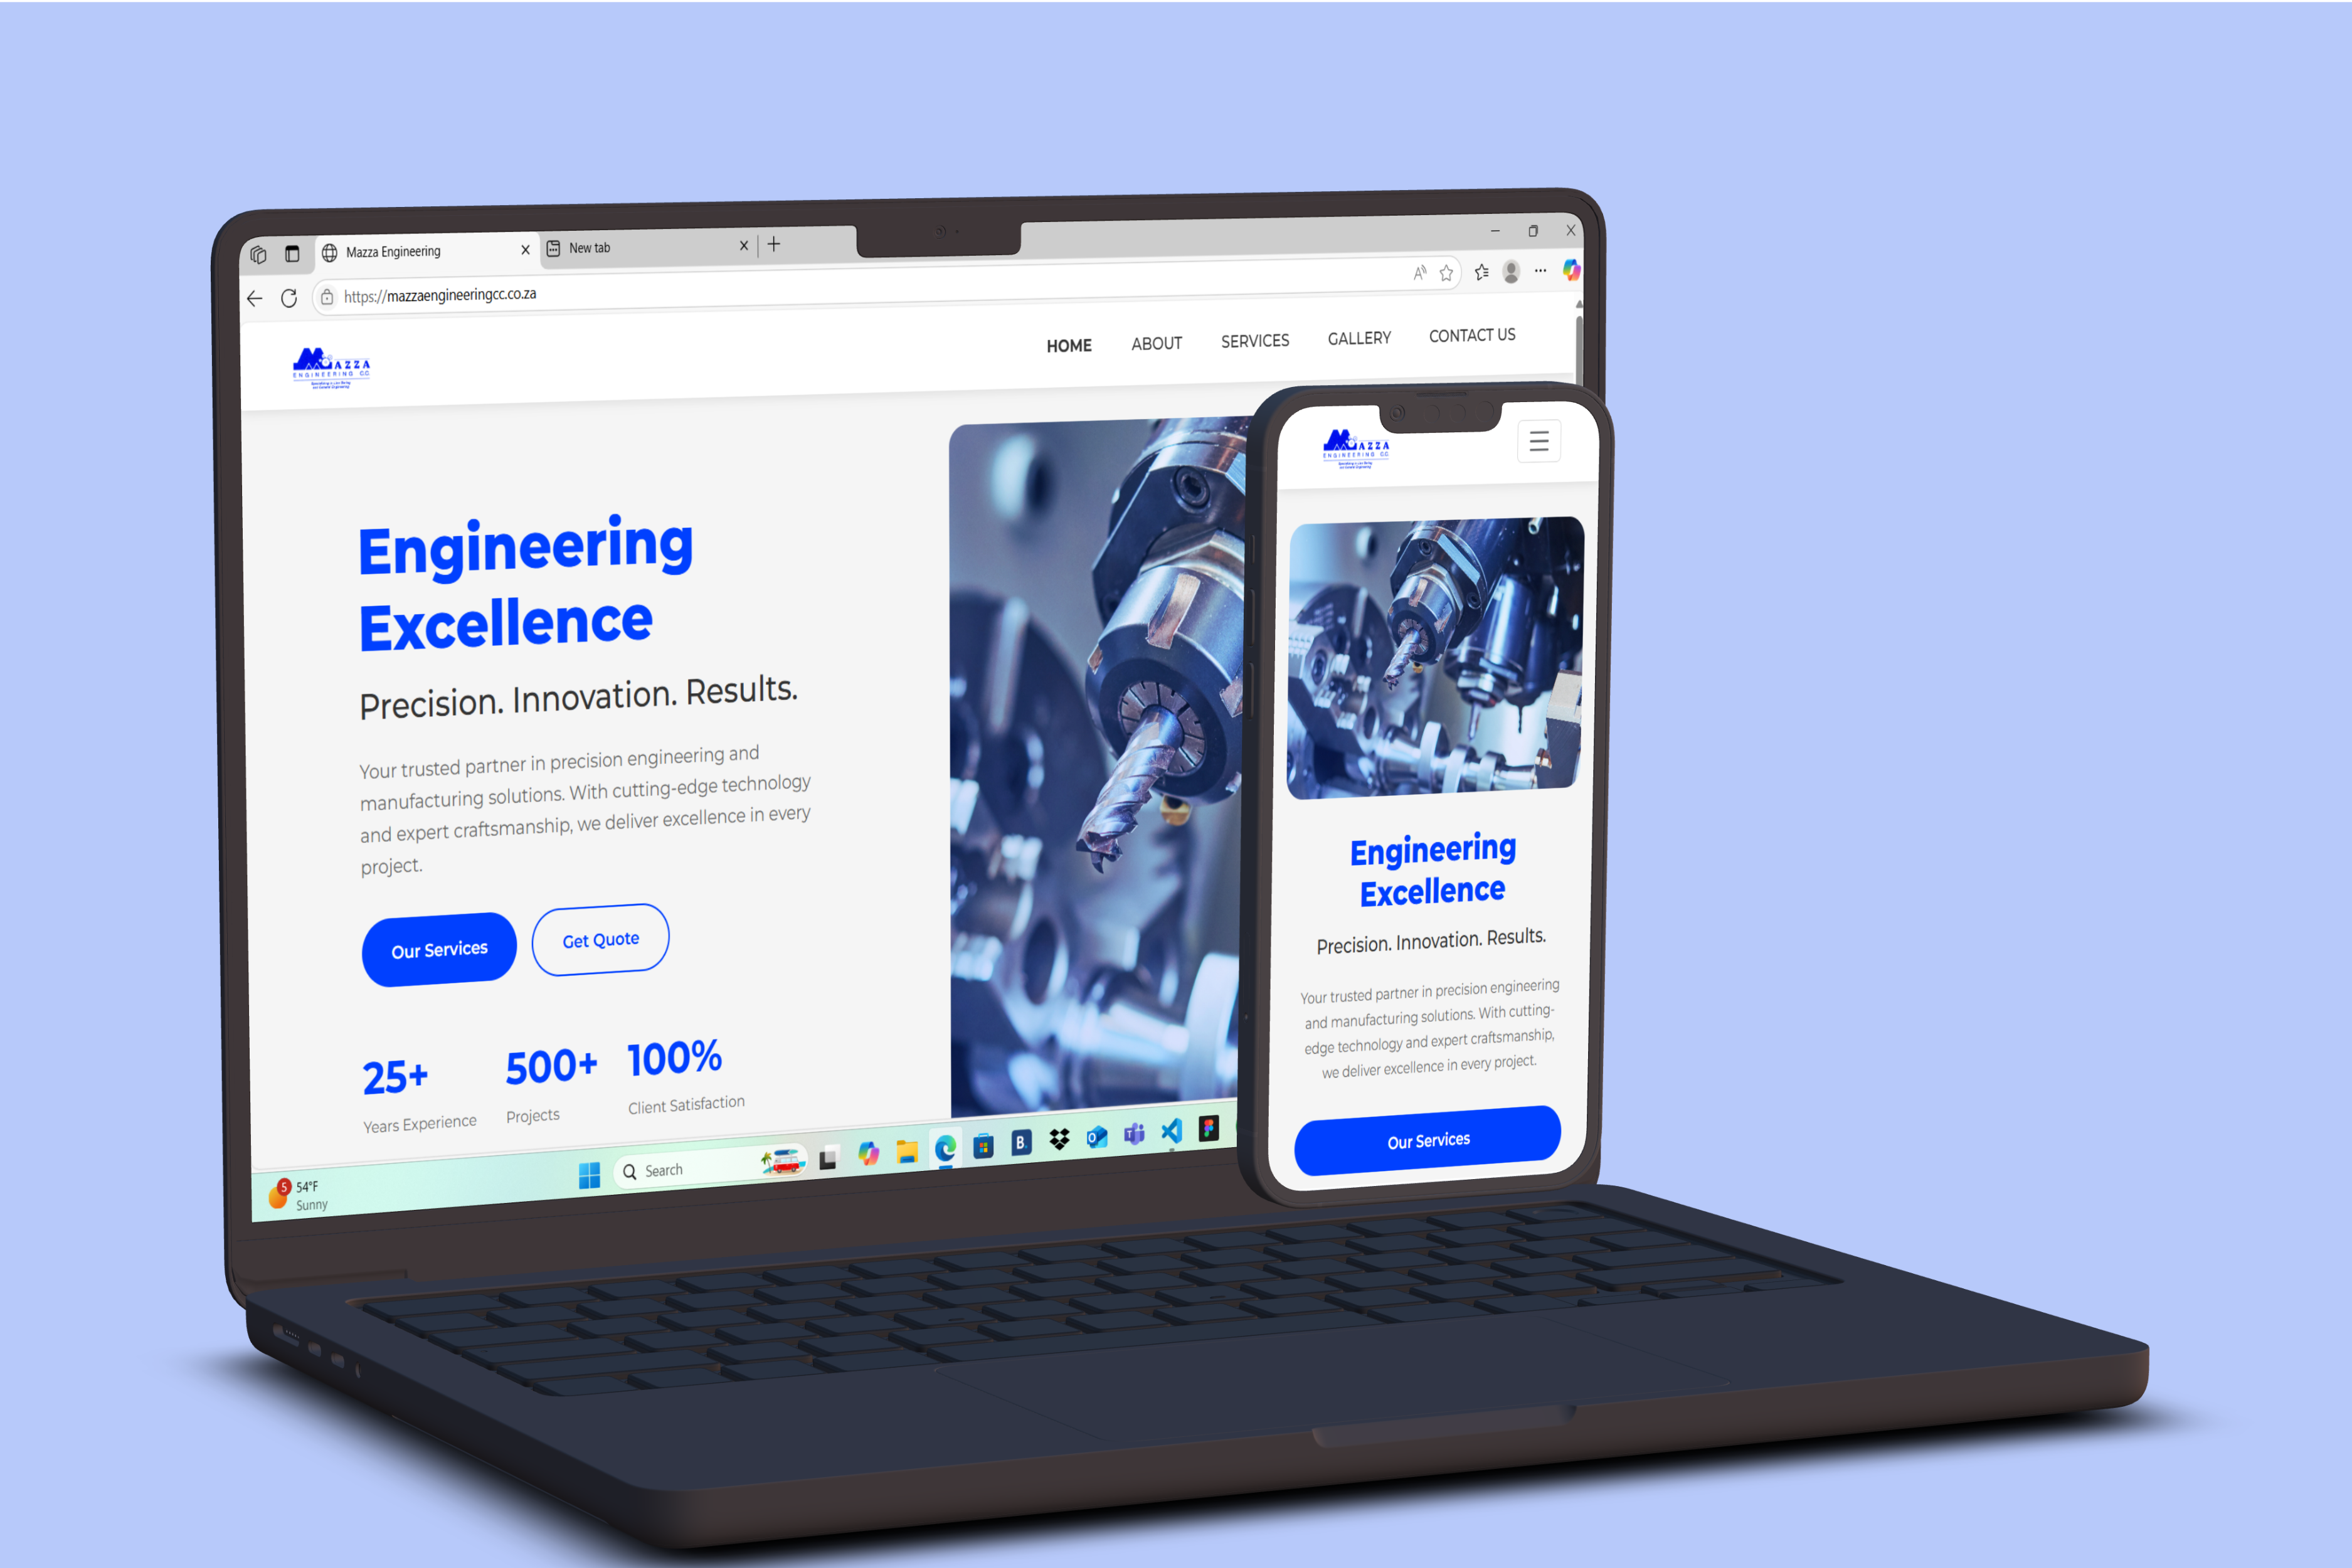 Mazza Engineering
New tab
https://mazzaengineeringcc.co.za
MAZZA
ENGINEERING CC
HOME ABOUT SERVICES GALLERY CONTACT US
Engineering
Excellence
Precision. Innovation. Results.
Your trusted partner in precision engineering and
manufacturing solutions. With cutting-edge technology
and expert craftsmanship, we deliver excellence in every
project.
Our Services
Get Quote
25+ 500+ 100%
Years Experience Projects Client Satisfaction
5
54°F
Sunny
Search
B.
MAZZA
ENGINEERING CC
Engineering
Excellence
Precision. Innovation. Results.
Your trusted partner in precision engineering
and manufacturing solutions. With cutting-
edge technology and expert craftsmanship,
we deliver excellence in every project.
Our Services